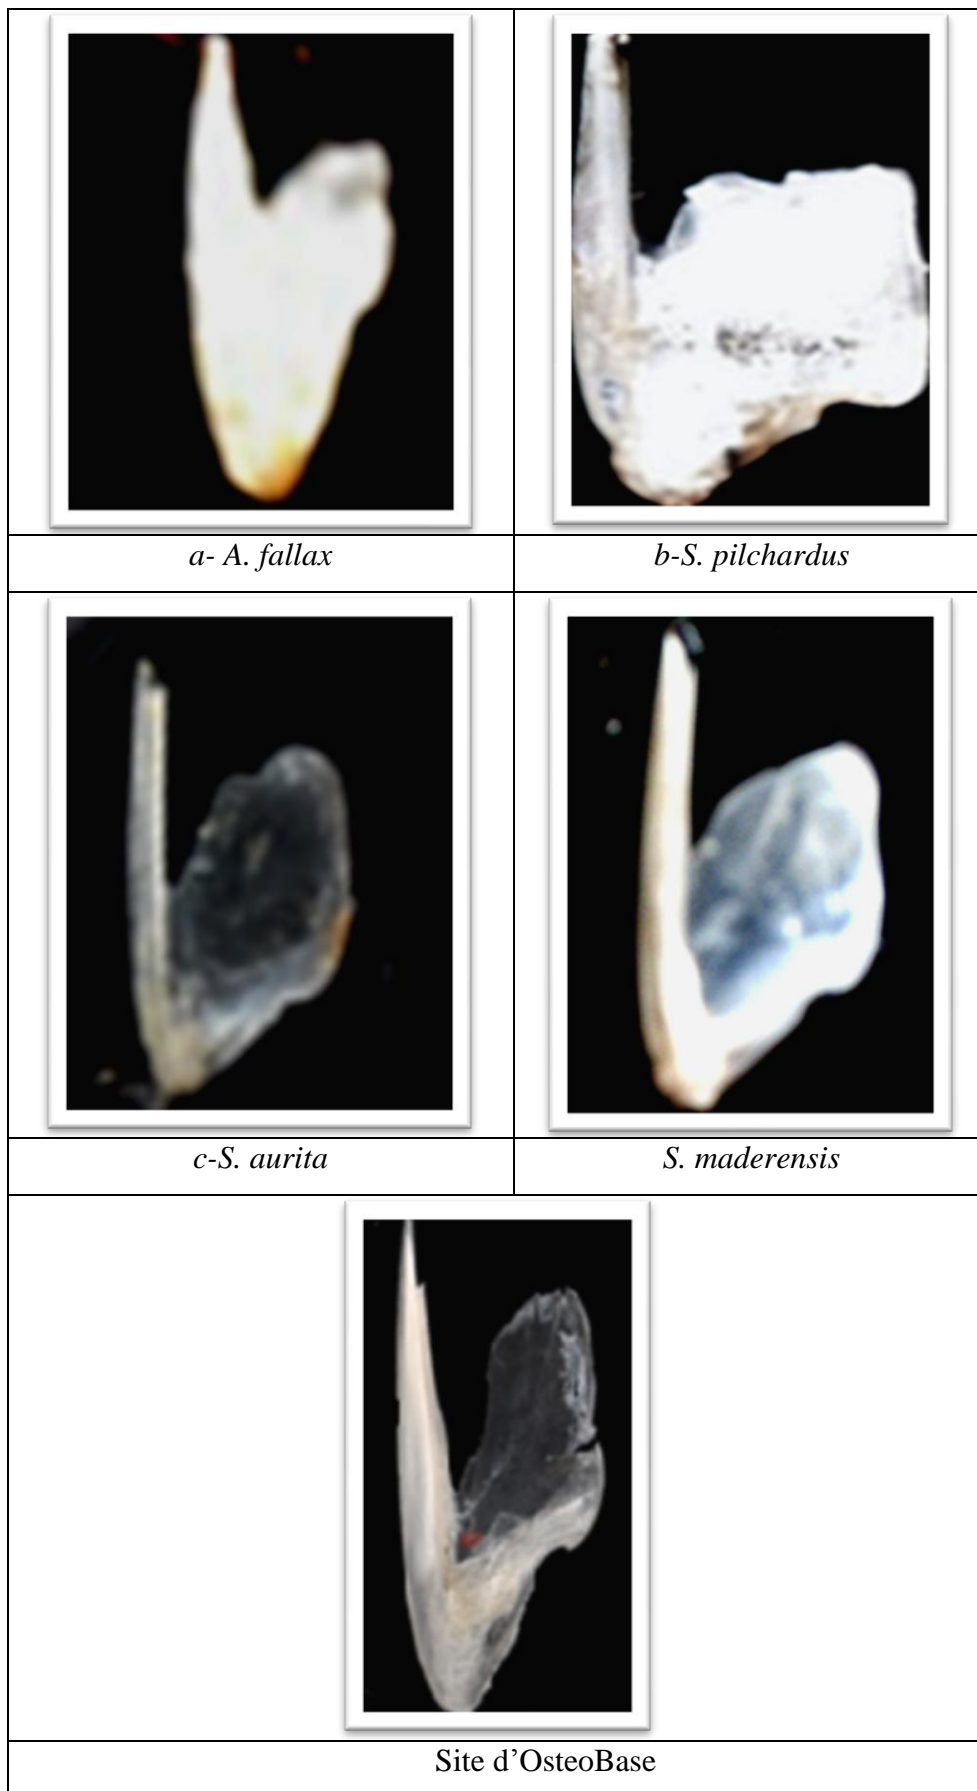 a- A. fallax
b-S. pilchardus
c-S. aurita
S. maderensis
Site d’OsteoBase